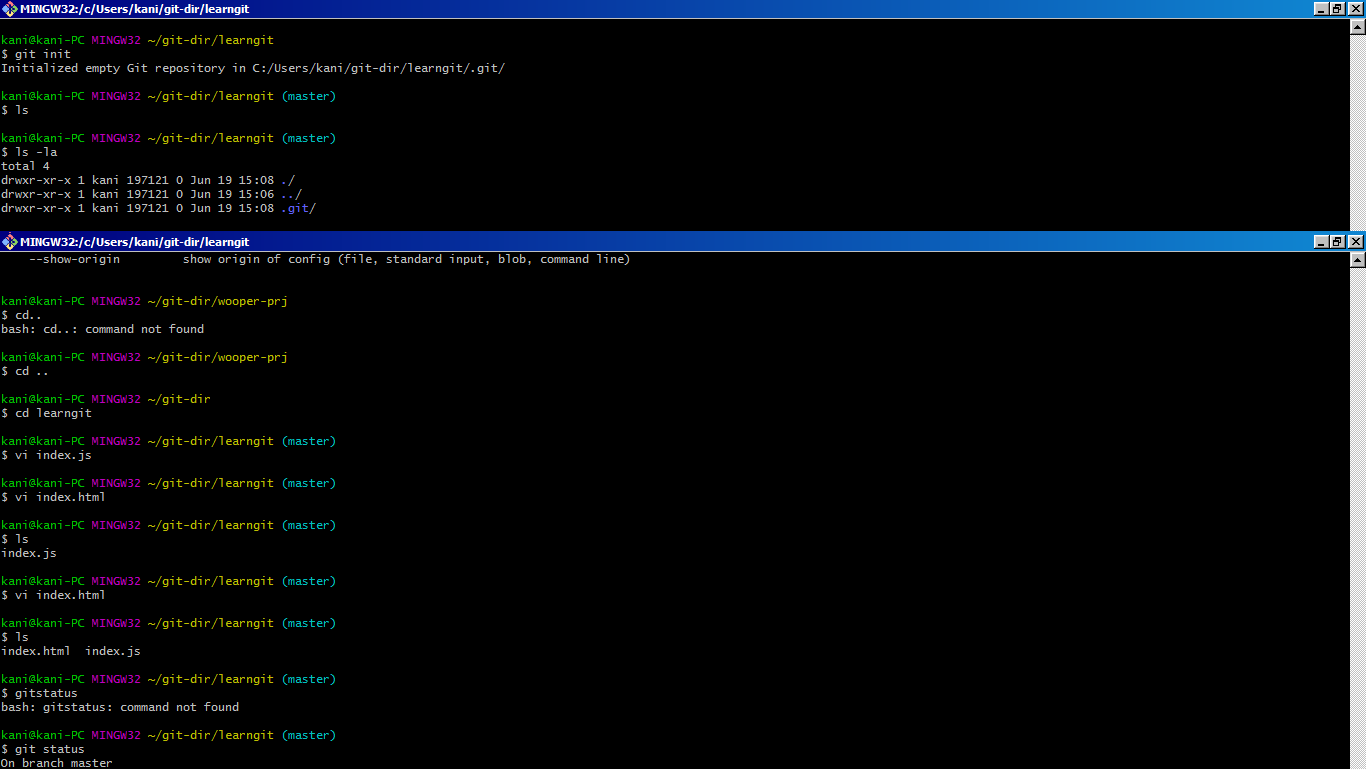 MINGW32:/c/Users/kani/git-dir/learngit
kani@kani-PC MINGW32 ~/git-dir/learngit
$ git init
Initialized empty Git repository in C:/Users/kani/git-dir/learngit/.git/
kani@kani-PC MINGW32 ~/git-dir/learngit (master)
$ ls
kani@kani-PC MINGW32 ~/git-dir/learngit (master)
$ ls -la
total 4
drwxr-xr-x 1 kani 197121 0 Jun 19 15:08 ./
drwxr-xr-x 1 kani 197121 0 Jun 19 15:06 ../
drwxr-xr-x 1 kani 197121 0 Jun 19 15:08 .git/
MINGW32:/c/Users/kani/git-dir/learngit
--show-origin show origin of config (file, standard input, blob, command line)
kani@kani-PC MINGW32 ~/git-dir/wooper-prj
$ cd..
bash: cd..: command not found
kani@kani-PC MINGW32 ~/git-dir/wooper-prj
$ cd ..
kani@kani-PC MINGW32 ~/git-dir
$ cd learngit
kani@kani-PC MINGW32 ~/git-dir/learngit (master)
$ vi index.js
kani@kani-PC MINGW32 ~/git-dir/learngit (master)
$ vi index.html
kani@kani-PC MINGW32 ~/git-dir/learngit (master)
$ ls
index.js
kani@kani-PC MINGW32 ~/git-dir/learngit (master)
$ vi index.html
kani@kani-PC MINGW32 ~/git-dir/learngit (master)
$ ls
index.html index.js
kani@kani-PC MINGW32 ~/git-dir/learngit (master)
$ gitstatus
bash: gitstatus: command not found
kani@kani-PC MINGW32 ~/git-dir/learngit (master)
$ git status
On branch master